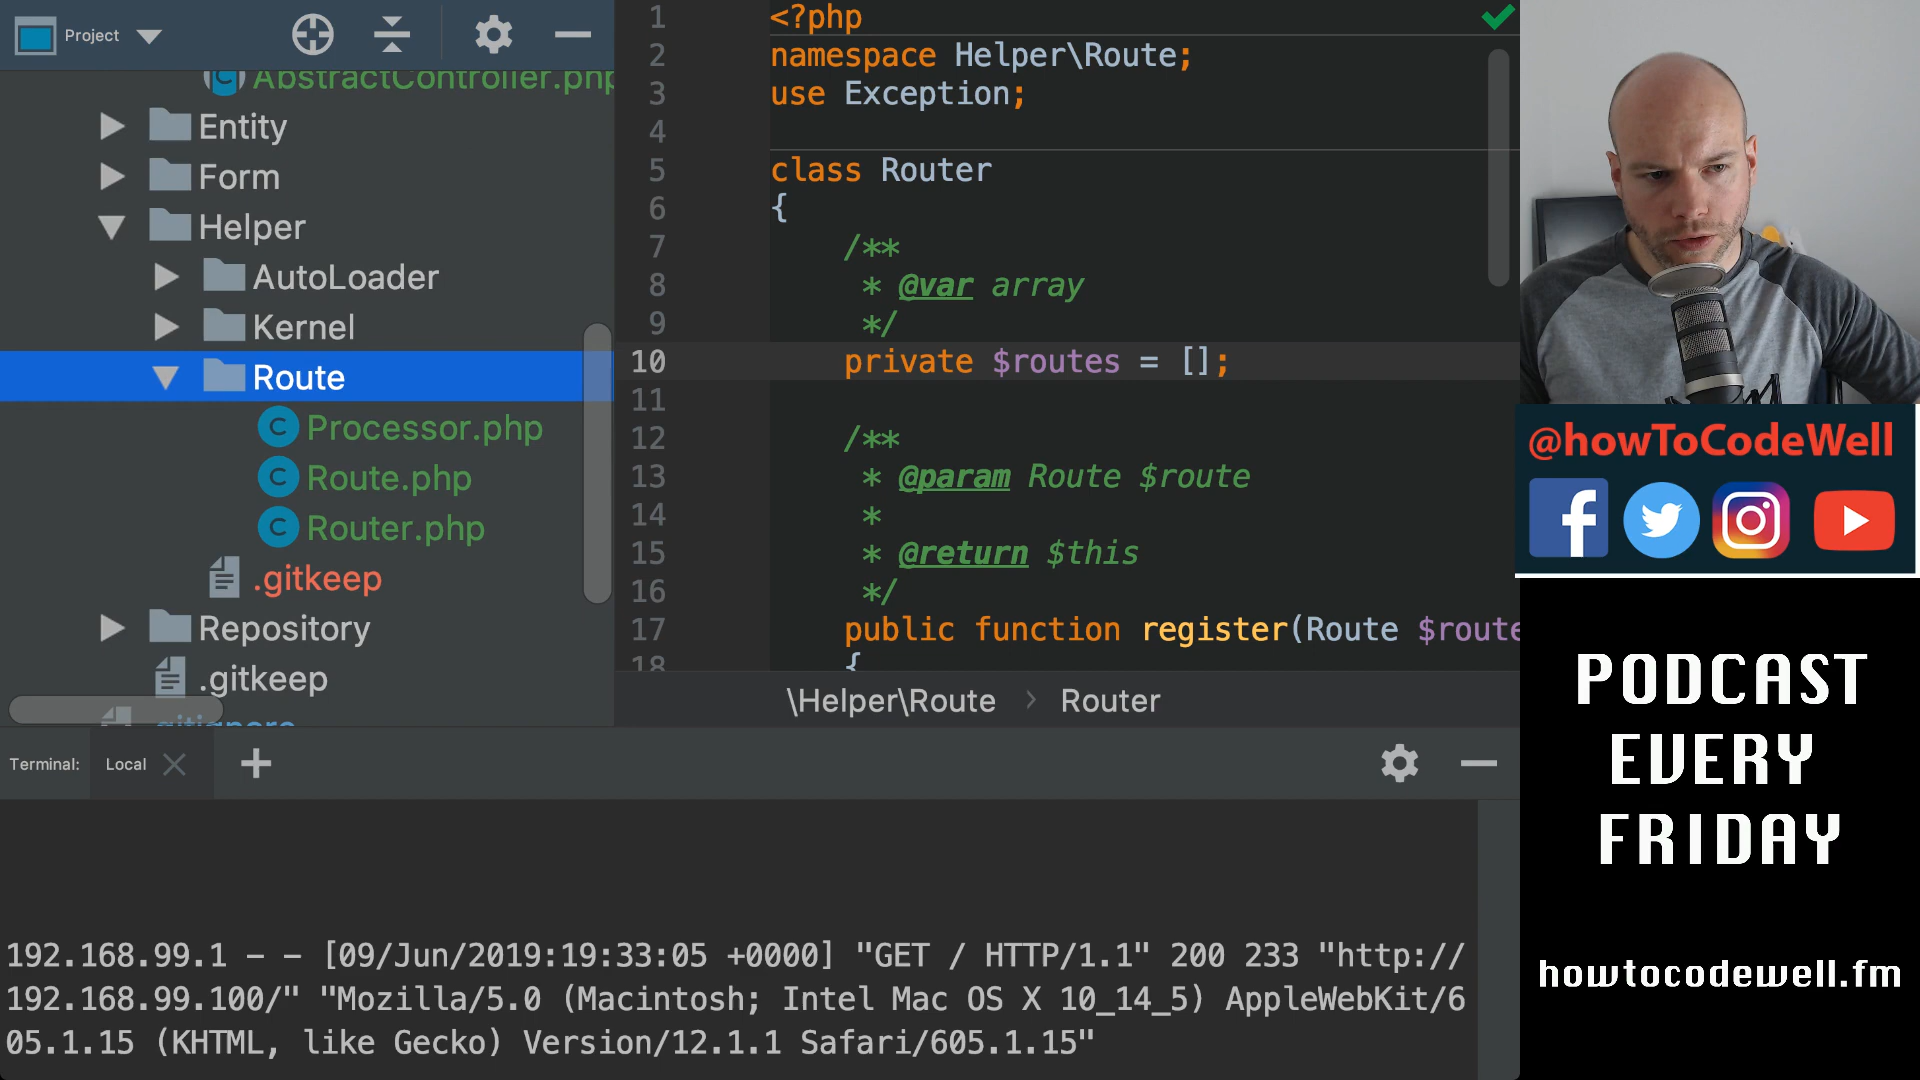 Project
AbstractController.php
Entity
Form
Helper
AutoLoader
Kernel
Route
Processor.php
Route.php
Router.php
.gitkeep
Repository
.gitkeep
.gitignore
1 <?php
2 namespace Helper\Route;
3 use Exception;
4
5 class Router
6 {
7 /**
8 * @var array
9 */
10 private $routes = [];
11
12 /**
13 * @param Route $route
14 *
15 * @return $this
16 */
17 public function register(Route $route
18 {
\Helper\Route › Router
Terminal: Local
192.168.99.1 - - [09/Jun/2019:19:33:05 +0000] "GET / HTTP/1.1" 200 233 "http://
192.168.99.100/" "Mozilla/5.0 (Macintosh; Intel Mac OS X 10_14_5) AppleWebKit/6
05.1.15 (KHTML, like Gecko) Version/12.1.1 Safari/605.1.15"
@howToCodeWell
PODCAST
EVERY
FRIDAY
howtocodewell.fm